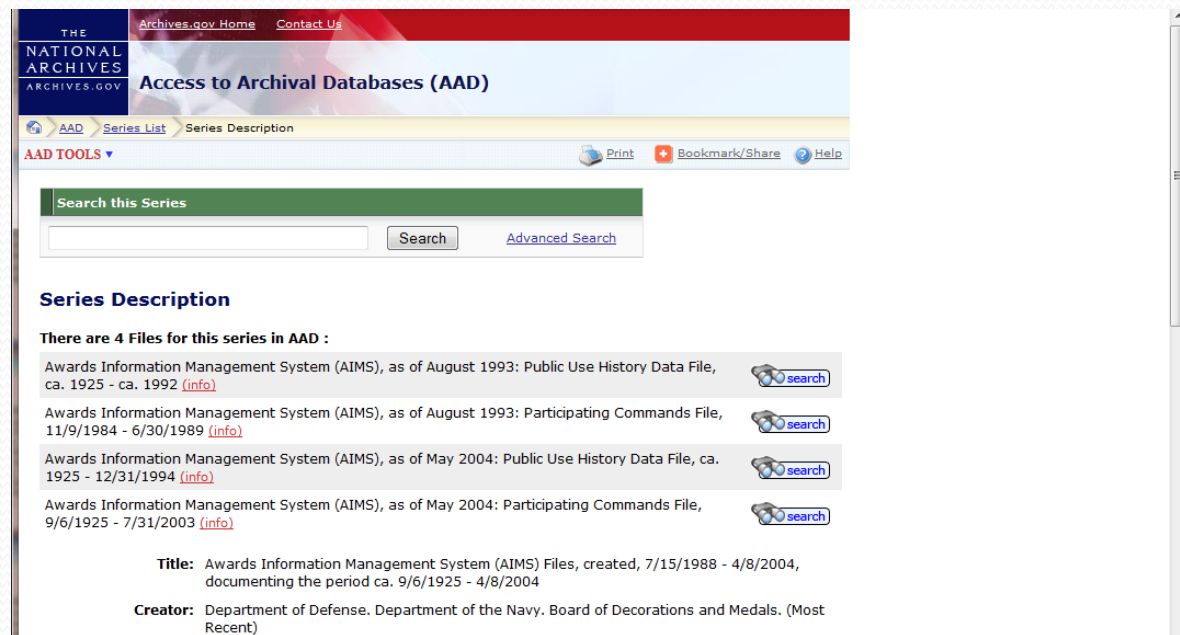 THE
NATIONAL
ARCHIVES
ARCHIVES.GOV
Archives.gov Home Contact Us
Access to Archival Databases (AAD)
AAD Series List Series Description
AAD TOOLS ▼ Print Bookmark/Share Help
Search this Series
Search Advanced Search
Series Description
There are 4 Files for this series in AAD :
Awards Information Management System (AIMS), as of August 1993: Public Use History Data File,
ca. 1925 - ca. 1992 (info)
search
Awards Information Management System (AIMS), as of August 1993: Participating Commands File,
11/9/1984 - 6/30/1989 (info)
search
Awards Information Management System (AIMS), as of May 2004: Public Use History Data File, ca.
1925 - 12/31/1994 (info)
search
Awards Information Management System (AIMS), as of May 2004: Participating Commands File,
9/6/1925 - 7/31/2003 (info)
search
Title: Awards Information Management System (AIMS) Files, created, 7/15/1988 - 4/8/2004,
documenting the period ca. 9/6/1925 - 4/8/2004
Creator: Department of Defense. Department of the Navy. Board of Decorations and Medals. (Most
Recent)